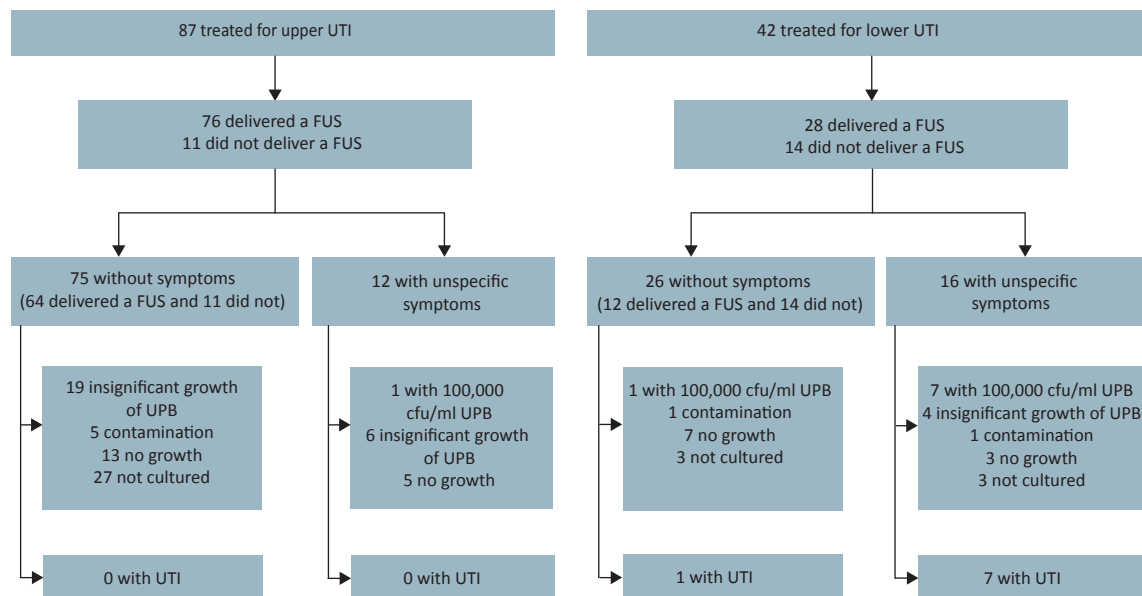 87 treated for upper UTI
76 delivered a FUS
11 did not deliver a FUS
75 without symptoms
(64 delivered a FUS and 11 did not)
12 with unspecific
symptoms
19 insignificant growth
of UPB
5 contamination
13 no growth
27 not cultured
1 with 100,000
cfu/ml UPB
6 insignificant growth
of UPB
5 no growth
0 with UTI
0 with UTI
42 treated for lower UTI
28 delivered a FUS
14 did not deliver a FUS
26 without symptoms
(12 delivered a FUS and 14 did not)
16 with unspecific
symptoms
1 with 100,000 cfu/ml UPB
1 contamination
7 no growth
3 not cultured
7 with 100,000 cfu/ml UPB
4 insignificant growth of UPB
1 contamination
3 no growth
3 not cultured
1 with UTI
7 with UTI